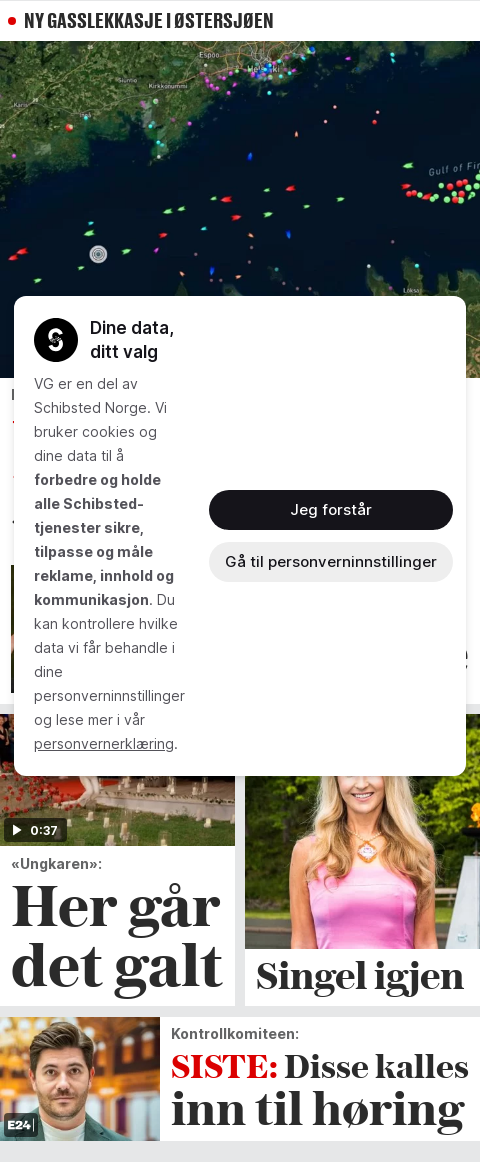 NY GASSLEKKASJE I ØSTERSJØEN
Espoo
Helsinki
Siuntio
Kirkkonummi
Karis
Gulf of Fin
Loksa
Dine data,
ditt valg
VG er en del av
Schibsted Norge. Vi
bruker cookies og
dine data til å
forbedre og holde
alle Schibsted-
tjenester sikre,
tilpasse og måle
reklame, innhold og
kommunikasjon. Du
kan kontrollere hvilke
data vi får behandle i
dine
personverninnstillinger
og lese mer i vår
personvernerklæring.
Jeg forstår
Gå til personverninnstillinger
0:37
«Ungkaren»:
Her går
det galt
Singel igjen
Kontrollkomiteen:
SISTE: Disse kalles
inn til høring
E24